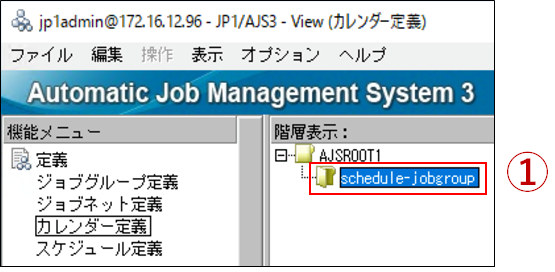 jp1admin@172.16.12.96 - JP1/AJS3 - View (カレンダー定義)
ファイル 編集 操作 表示 オプション ヘルプ
Automatic Job Management System 3
機能メニュー
定義
ジョブグループ定義
ジョブネット定義
カレンダー定義
スケジュール定義
階層表示：
AJSROOT1
schedule-jobgroup
①